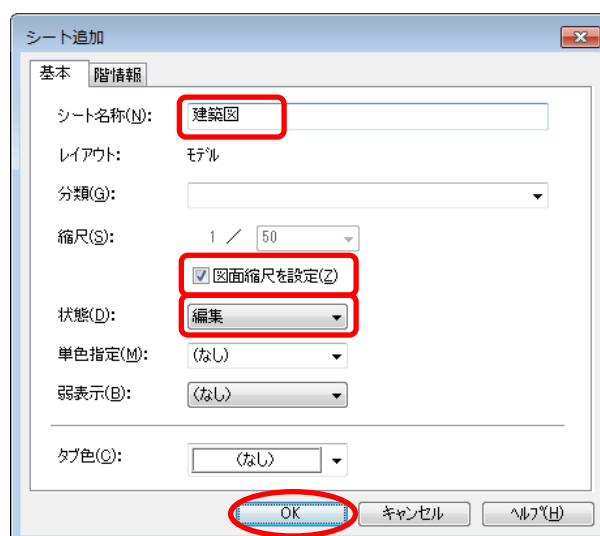 シート追加
基本 階情報
シート名称(N): 建築図
レイアウト: モデル
分類(G):
縮尺(S): 1 / 50
図面縮尺を設定(Z)
状態(D): 編集
単色指定(M): (なし)
弱表示(B): (なし)
タブ色(C): (なし)
OK キャンセル ヘルプ(H)